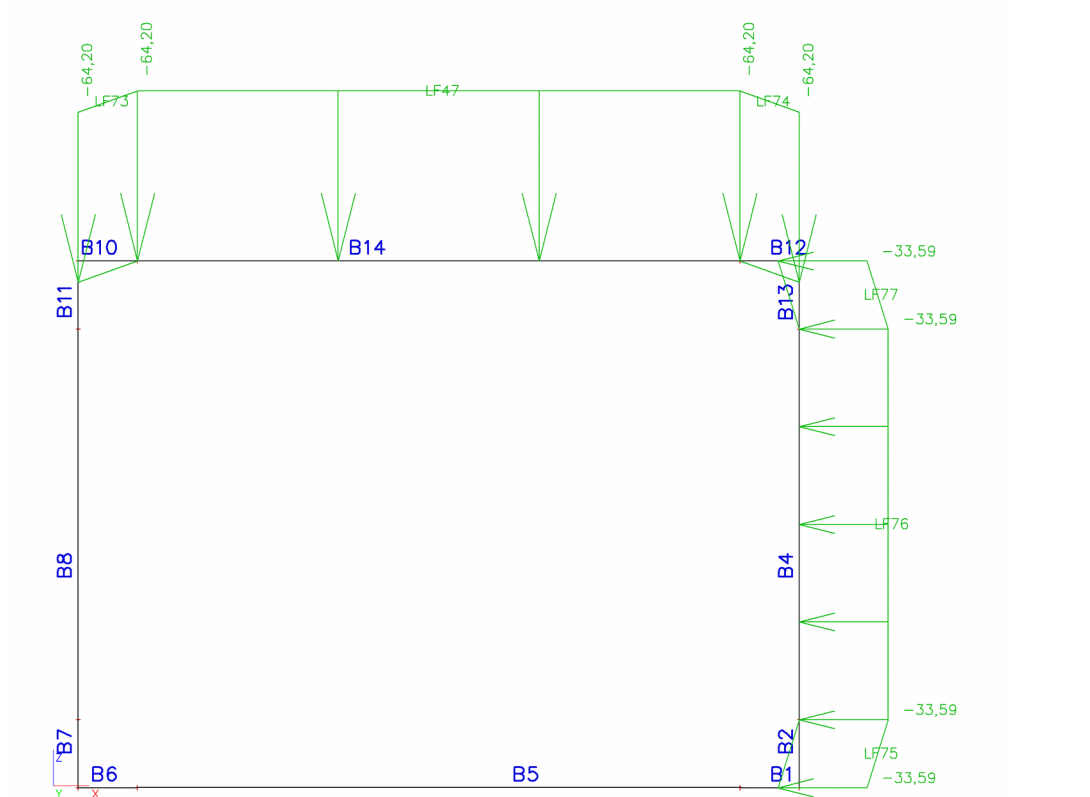 -64,20
-64,20
-64,20
-64,20
LF73
LF47
LF74
B10
B14
B12
-33,59
LF77
B11
B13
-33,59
LF76
B8
B4
-33,59
B7
B2
LF75
Z
B6
B5
B1
-33,59
Y
X